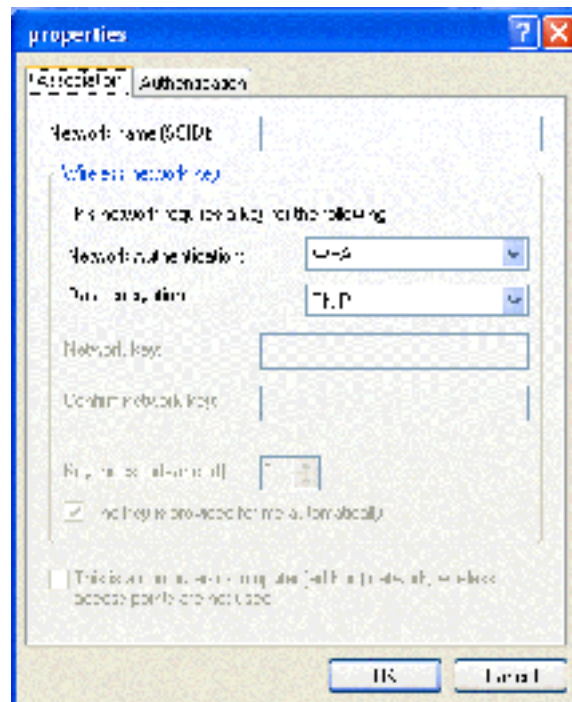 properties
Association Authentication
Network name (SSID):
Wireless network key
This network requires a key for the following:
Network Authentication: WPA
Data encryption: TKIP
Network key:
Confirm network key:
Key index (advanced): 1
The key is provided for me automatically
This is a computer-to-computer (ad hoc) network; wireless
access points are not used
OK Cancel